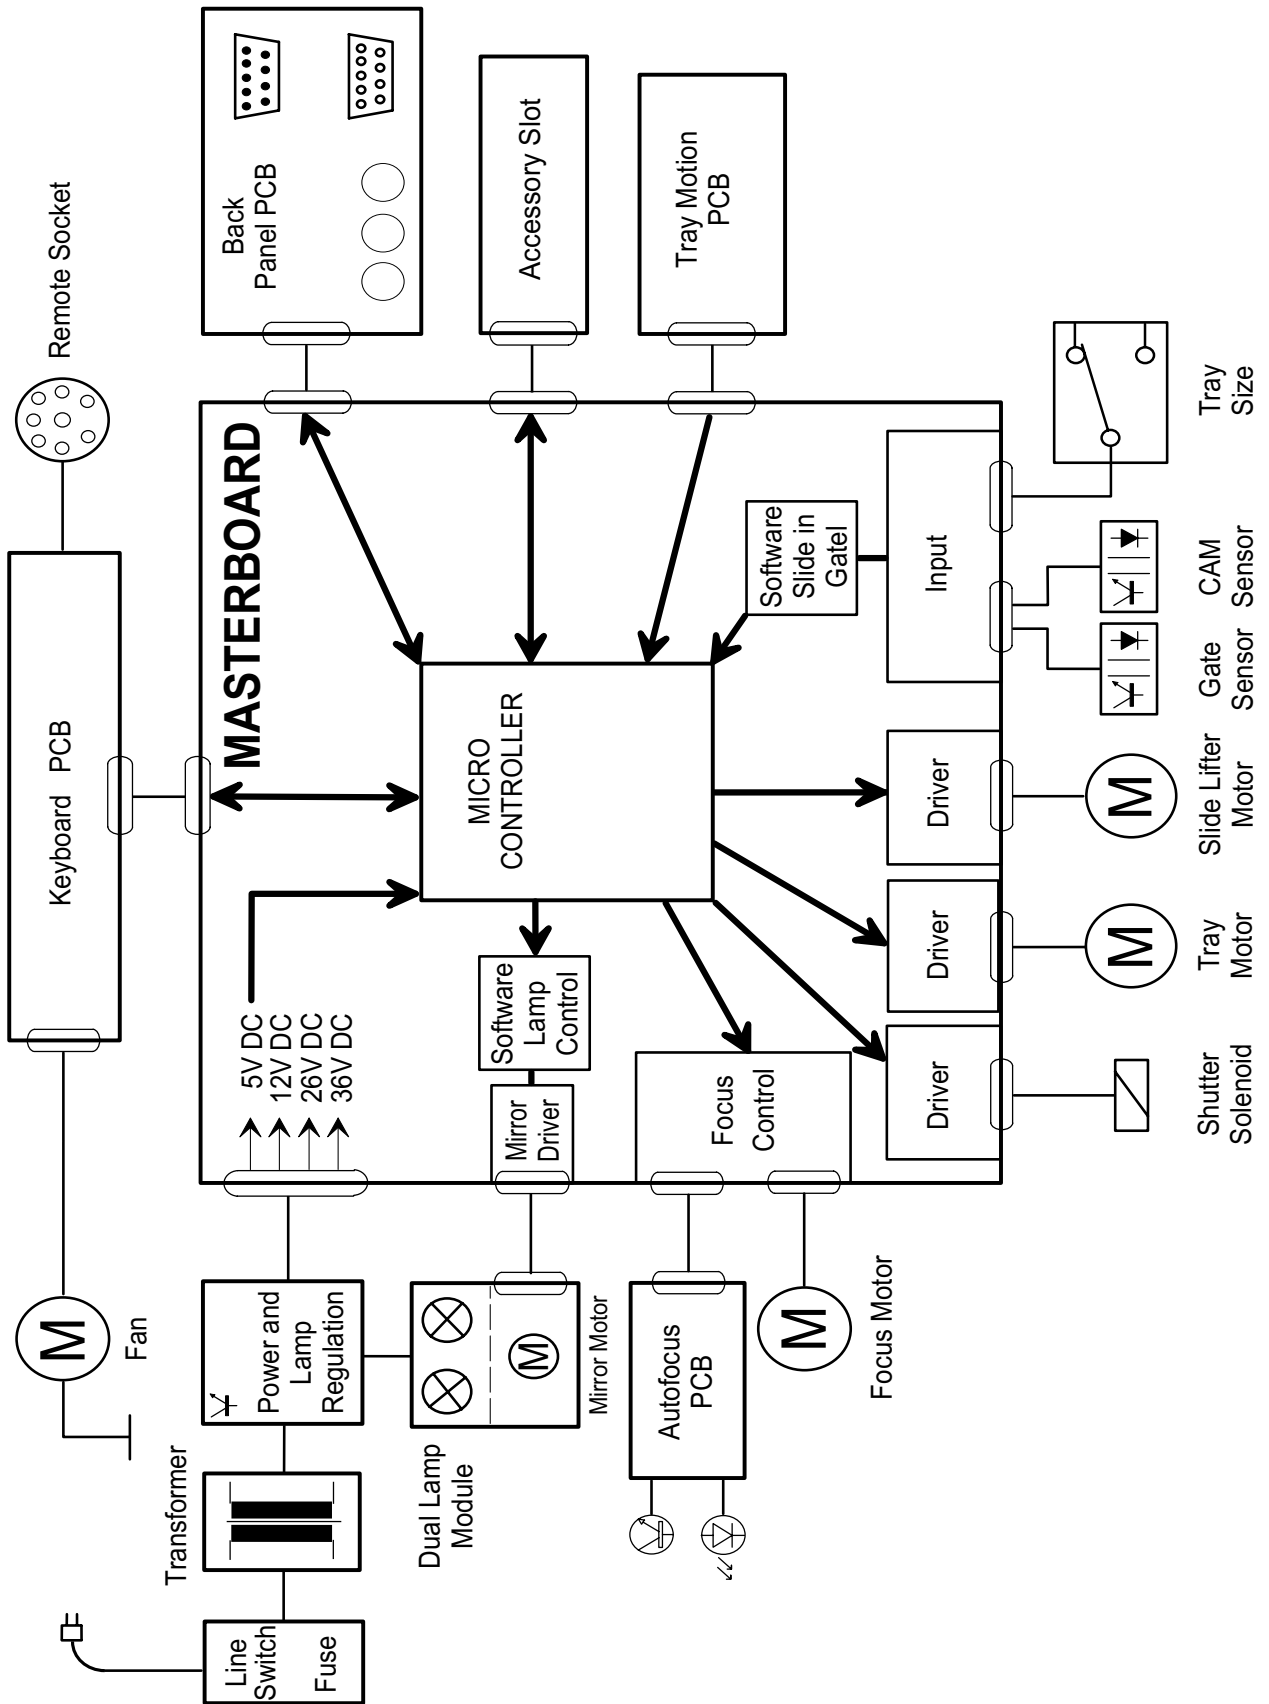 Remote Socket
Keyboard PCB
M
Fan
Back
Panel PCB
Accessory Slot
Tray Motion
PCB
MASTERBOARD
5V DC
12V DC
26V DC
36V DC
MICRO
CONTROLLER
Software
Lamp
Control
Mirror
Driver
Focus
Control
Software
Slide in
Gatel
Driver
Driver
Driver
Input
Line
Switch
Fuse
Transformer
Power and
Lamp
Regulation
Dual Lamp
Module
M
Mirror Motor
Autofocus
PCB
M
Focus Motor
Shutter
Solenoid
M
Tray
Motor
M
Slide Lifter
Motor
Gate
Sensor
CAM
Sensor
Tray
Size